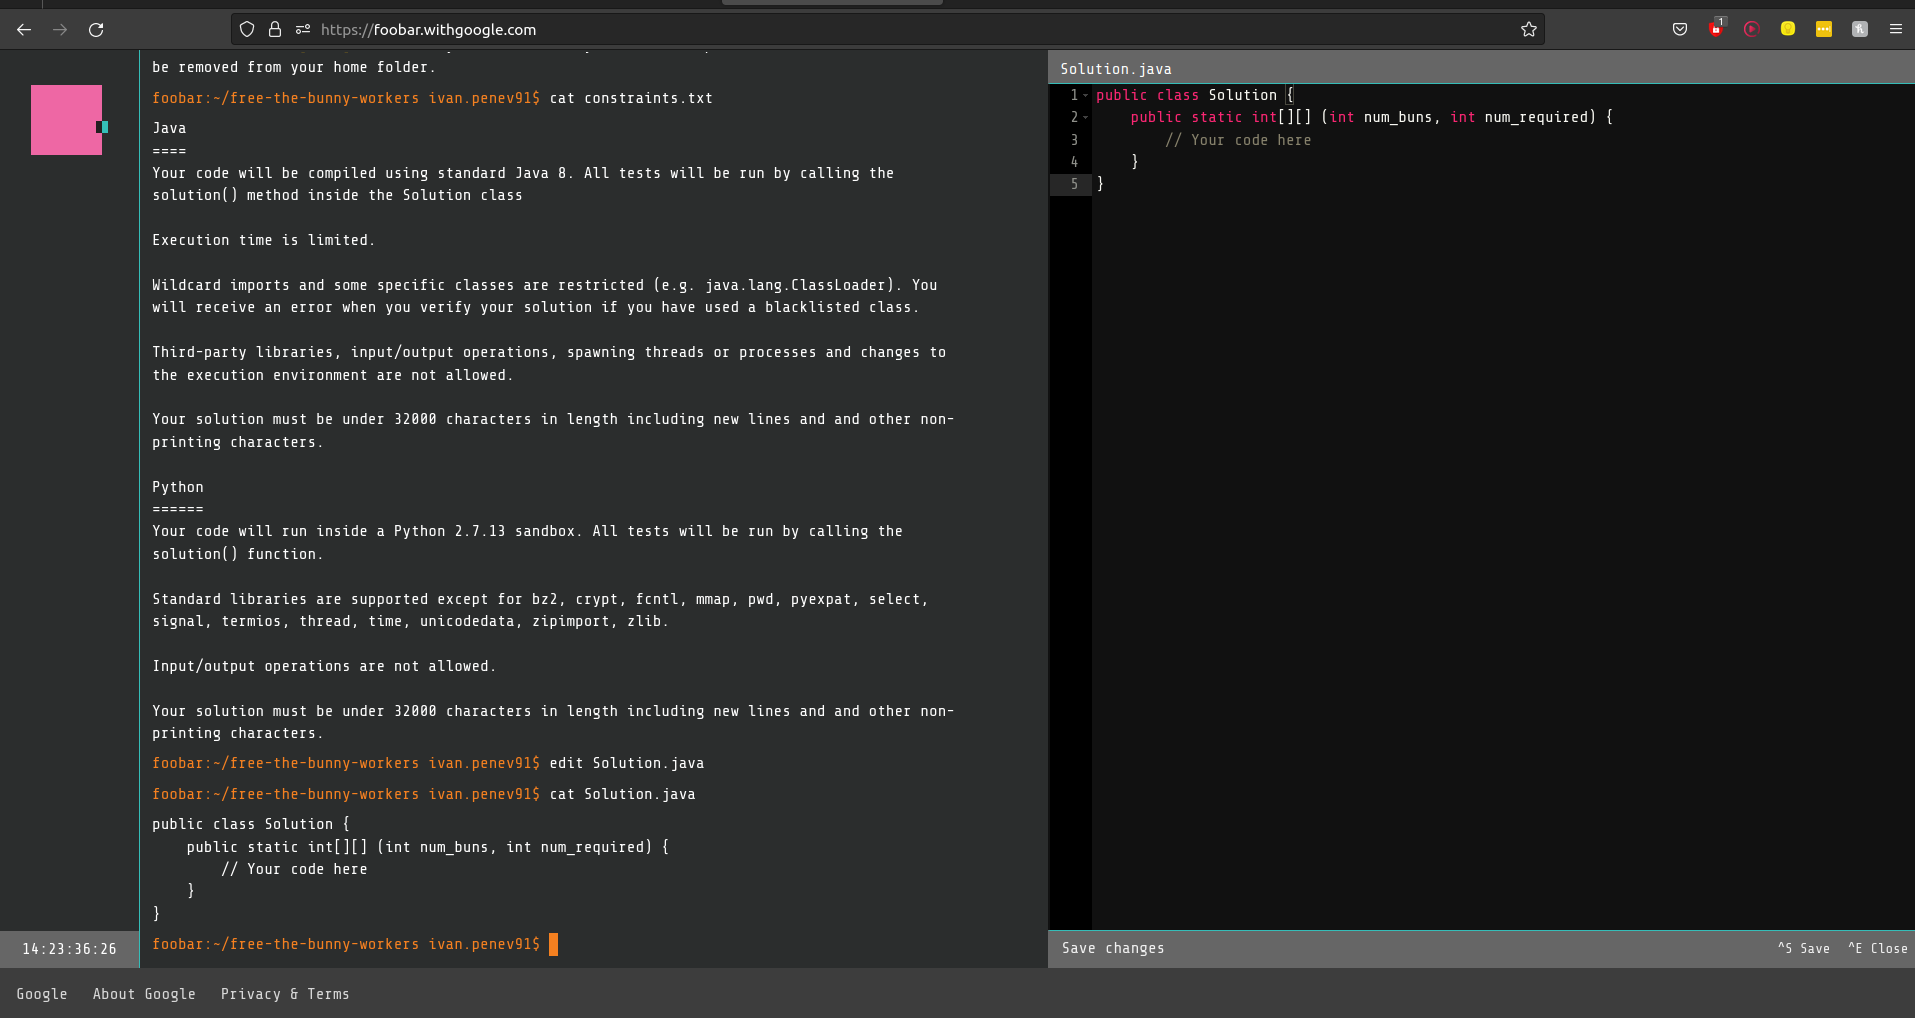 https://foobar.withgoogle.com
1
be removed from your home folder.
foobar:~/free-the-bunny-workers ivan.penev91$ cat constraints.txt
Java
====
Your code will be compiled using standard Java 8. All tests will be run by calling the
solution() method inside the Solution class
Execution time is limited.
Wildcard imports and some specific classes are restricted (e.g. java.lang.ClassLoader). You
will receive an error when you verify your solution if you have used a blacklisted class.
Third-party libraries, input/output operations, spawning threads or processes and changes to
the execution environment are not allowed.
Your solution must be under 32000 characters in length including new lines and and other non-
printing characters.
Python
======
Your code will run inside a Python 2.7.13 sandbox. All tests will be run by calling the
solution() function.
Standard libraries are supported except for bz2, crypt, fcntl, mmap, pwd, pyexpat, select,
signal, termios, thread, time, unicodedata, zipimport, zlib.
Input/output operations are not allowed.
Your solution must be under 32000 characters in length including new lines and and other non-
printing characters.
foobar:~/free-the-bunny-workers ivan.penev91$ edit Solution.java
foobar:~/free-the-bunny-workers ivan.penev91$ cat Solution.java
public class Solution {
    public static int[][] (int num_buns, int num_required) {
        // Your code here
    }
}
foobar:~/free-the-bunny-workers ivan.penev91$
14:23:36:26
Solution.java
1 public class Solution {
2     public static int[][] (int num_buns, int num_required) {
3         // Your code here
4     }
5 }
Save changes
^S Save ^E Close
Google About Google Privacy & Terms